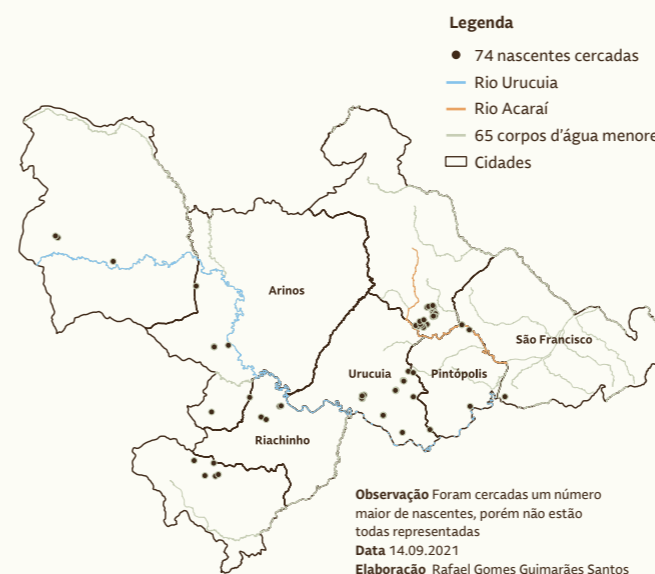 Legenda
74 nascentes cercadas
Rio Urucuia
Rio Acaraí
65 corpos d'água menore
Cidades
Arinos
São Francisco
Urucuia
Pintópolis
Riachinho
Observação Foram cercadas um número
maior de nascentes, porém não estão
todas representadas
Data 14.09.2021
Elaboração Rafael Gomes Guimarães Santos